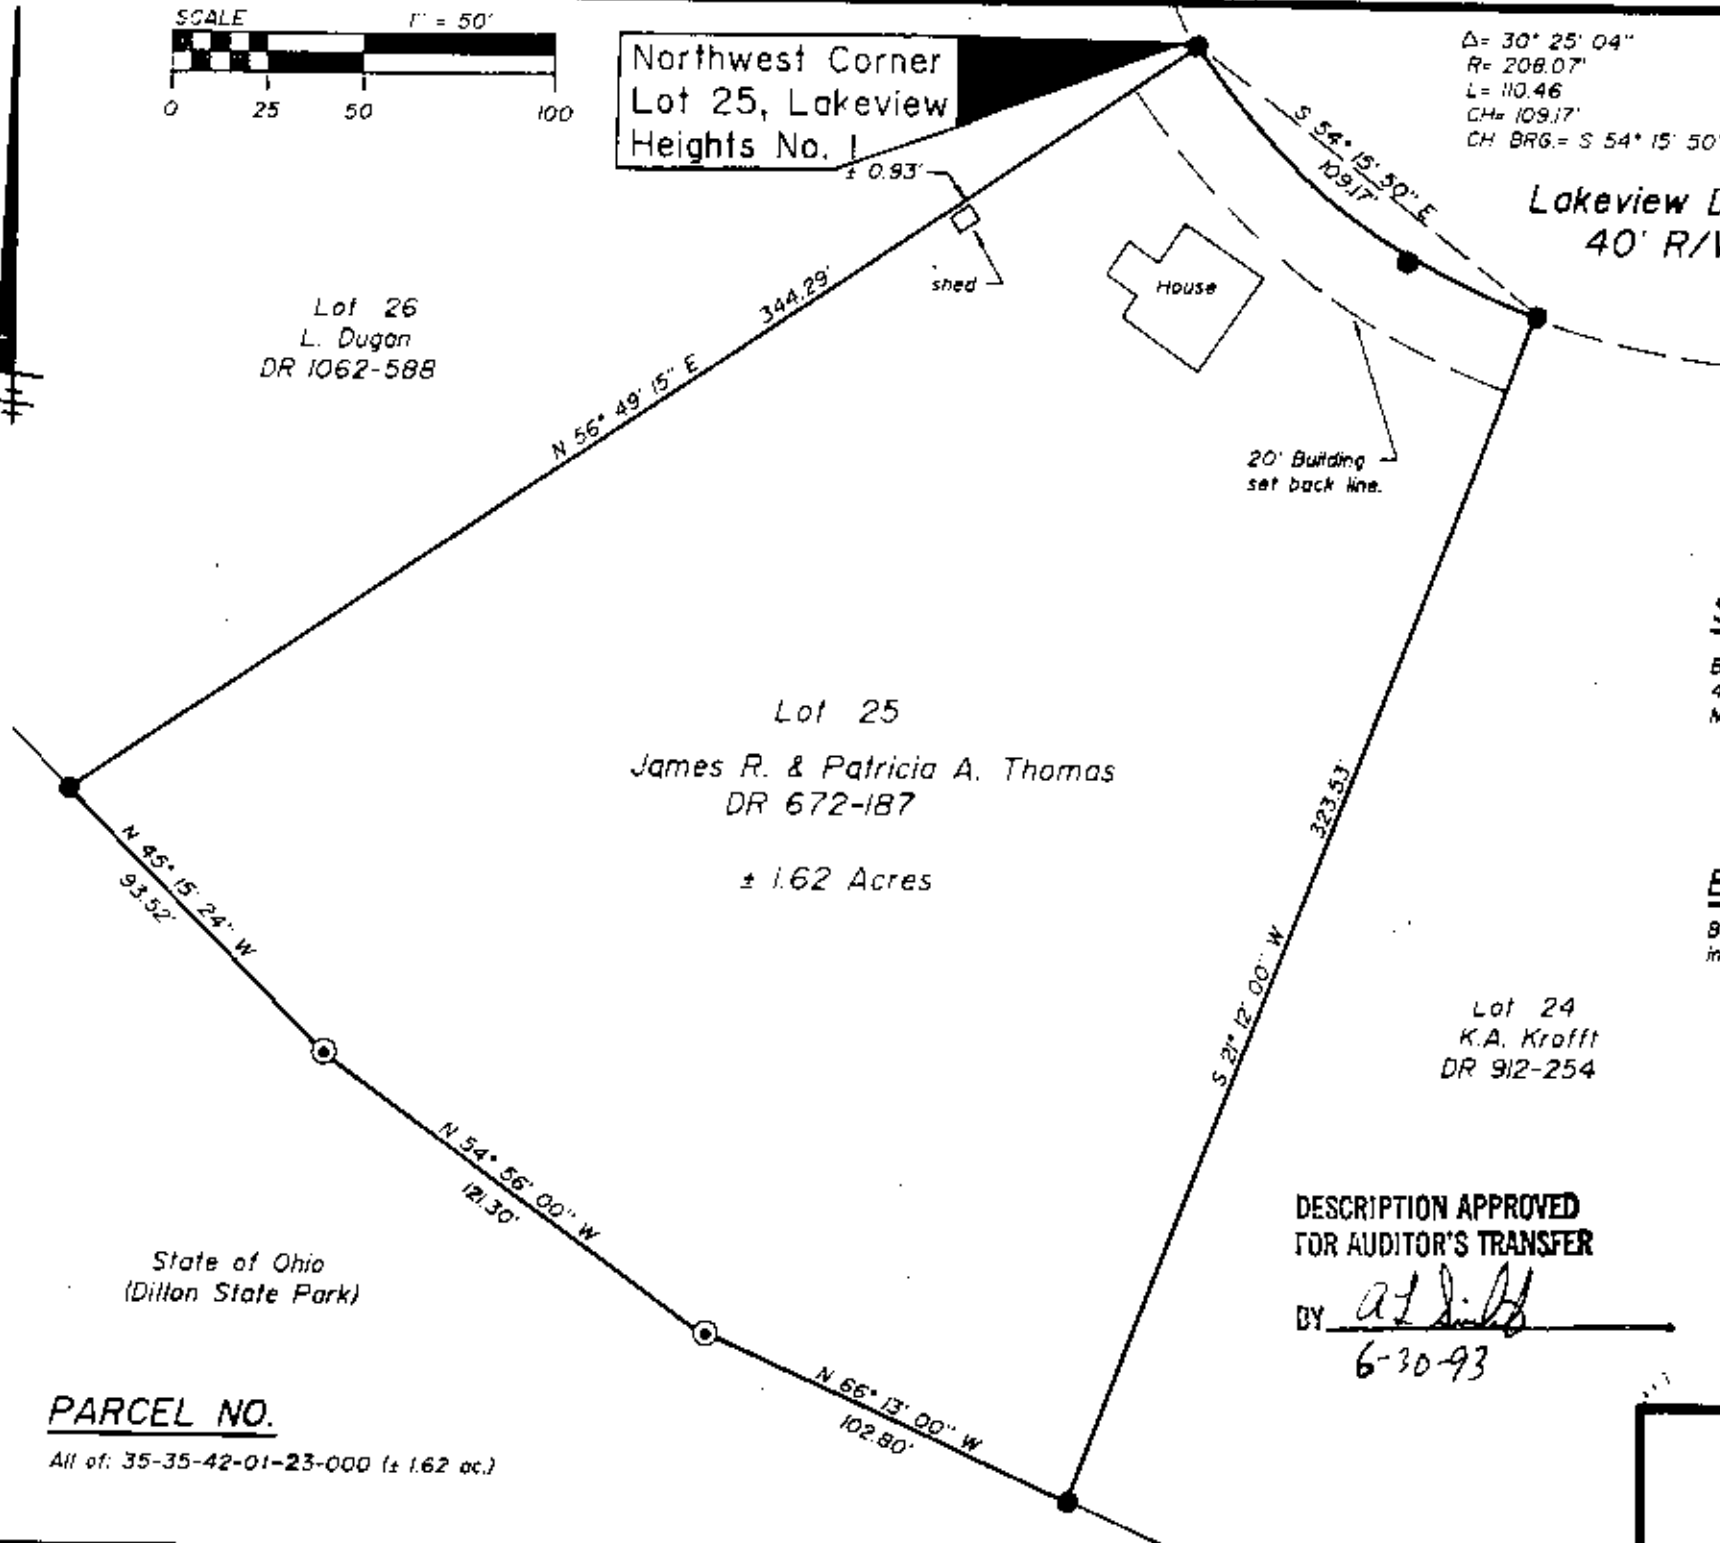 SCALE 1" = 50'
0 25 50 100
Northwest Corner
Lot 25, Lakeview
Heights No. 1
± 0.93'
Δ= 30° 25' 04"
R= 208.07'
L= 110.46
CH= 109.17'
CH BRG.= S 54° 15' 50"
S 54° 15' 50" E
109.17'
Lakeview
40' R/
shed
House
Lot 26
L. Dugan
DR 1062-588
344.29'
N 56° 49' 15" E
20' Building
set back line.
Lot 25
James R. & Patricia A. Thomas
DR 672-187
± 1.62 Acres
323.53'
S 21° 12' 00" W
N 45° 15' 24" W
93.52'
Lot 24
K.A. Krofft
DR 912-254
N 54° 56' 00" W
121.30'
State of Ohio
(Dillon State Park)
DESCRIPTION APPROVED
FOR AUDITOR'S TRANSFER
BY
6-30-93
N 66° 13' 00" W
102.80'
PARCEL NO.
All of: 35-35-42-01-23-000 (± 1.62 ac.)